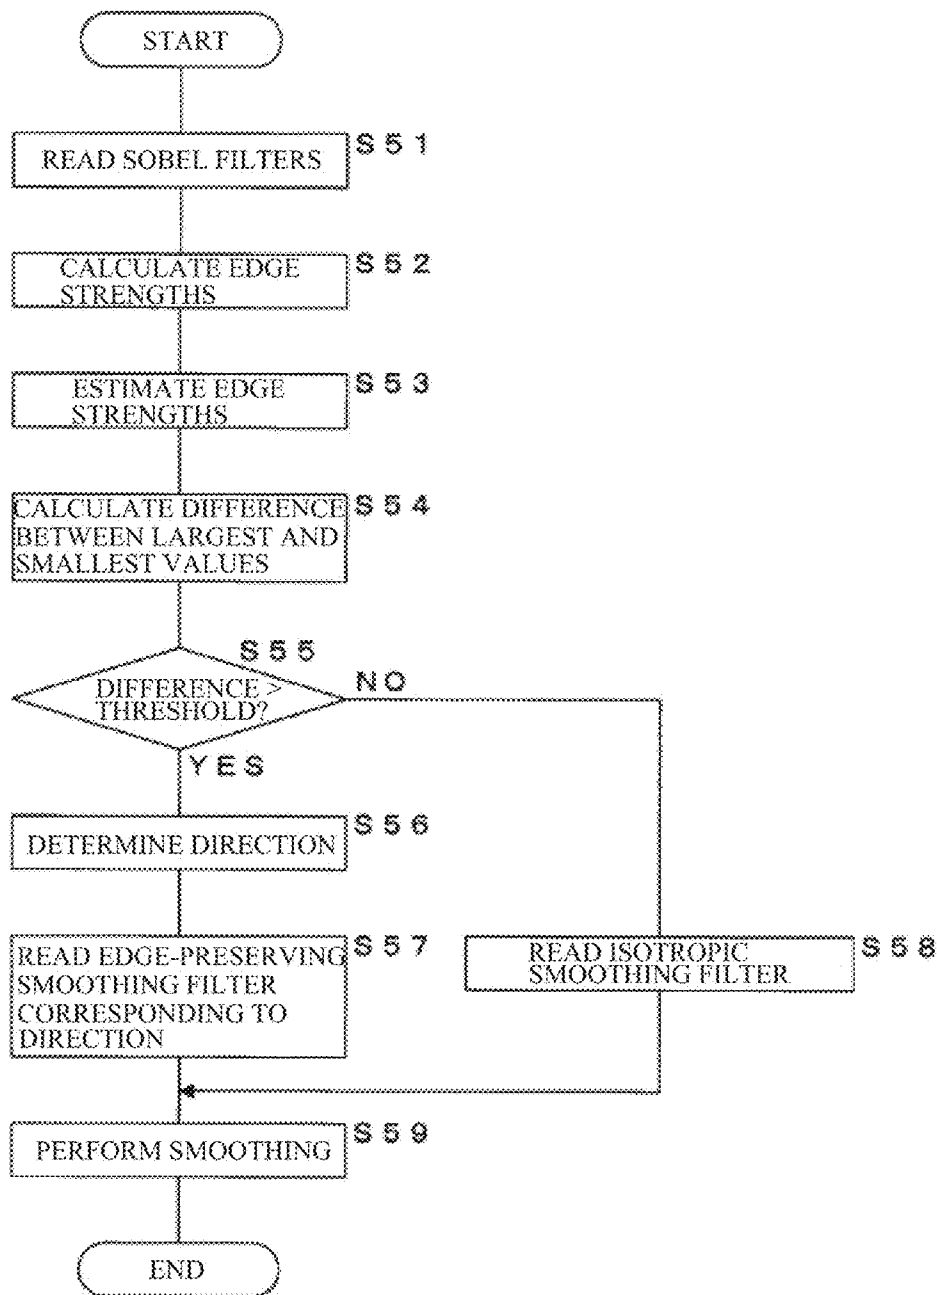 START
S51
READ SOBEL FILTERS
S52
CALCULATE EDGE
STRENGTHS
S53
ESTIMATE EDGE
STRENGTHS
S54
CALCULATE DIFFERENCE
BETWEEN LARGEST AND
SMALLEST VALUES
S55
DIFFERENCE >
THRESHOLD?
NO
YES
S56
DETERMINE DIRECTION
S57
READ EDGE-PRESERVING
SMOOTHING FILTER
CORRESPONDING TO
DIRECTION
S58
READ ISOTROPIC
SMOOTHING FILTER
S59
PERFORM SMOOTHING
END